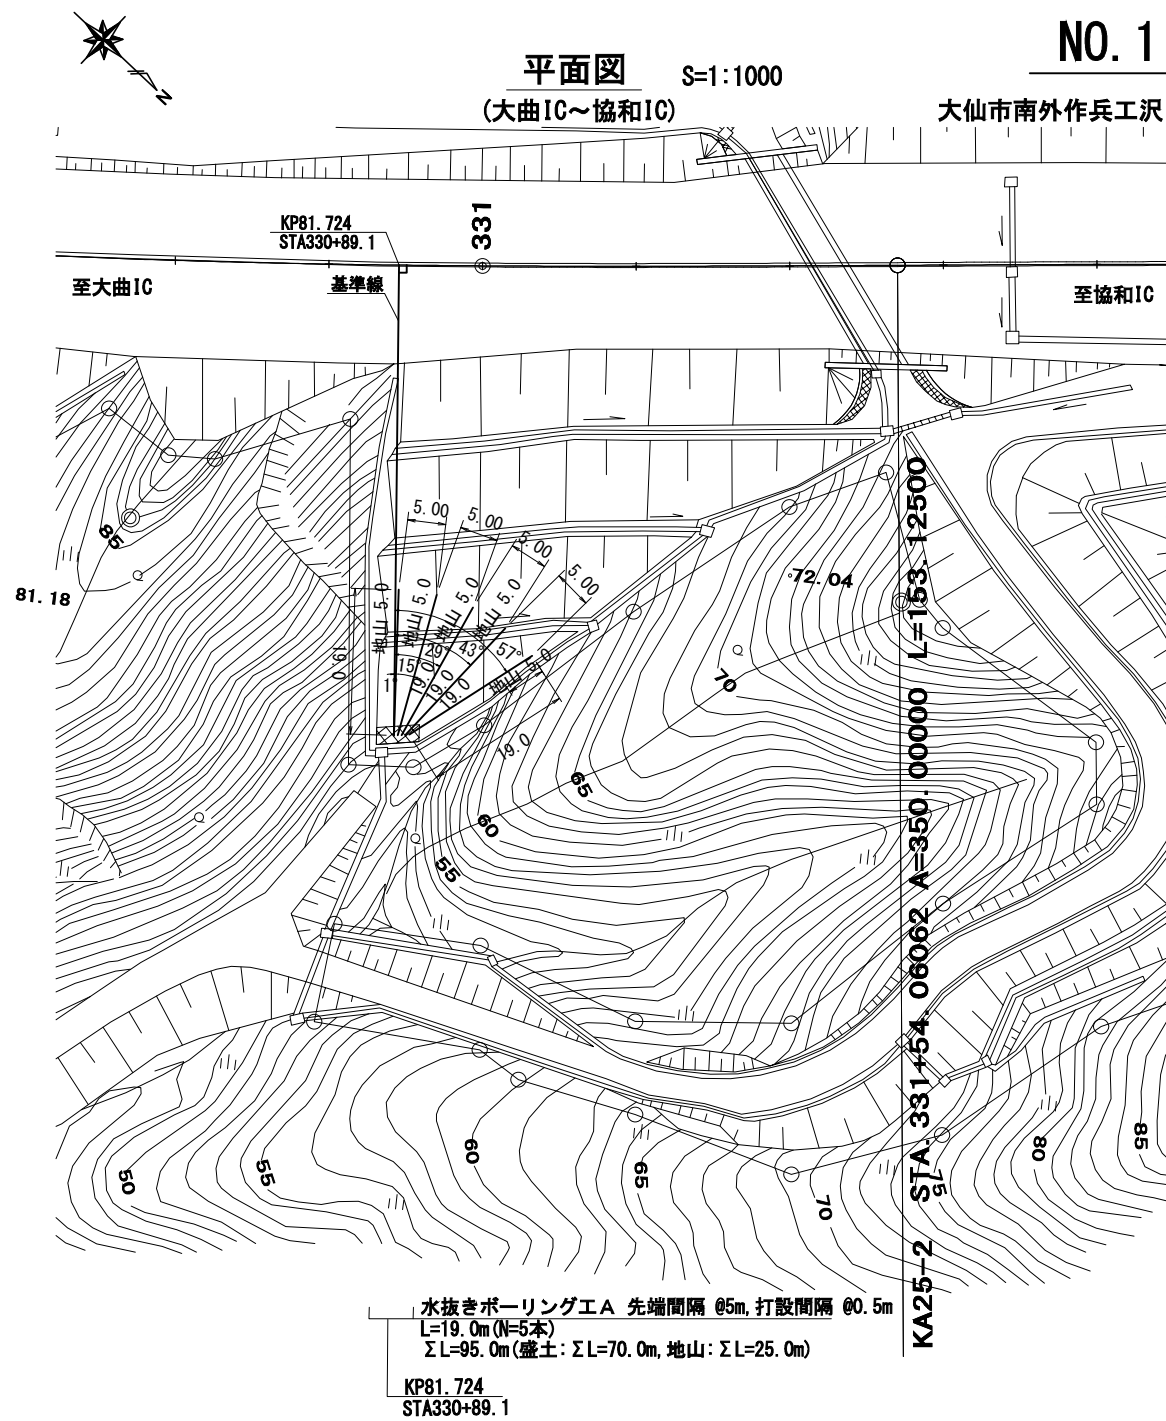 NO.1
平面図 S=1:1000
(大曲IC～協和IC)
大仙市南外作兵工沢
N
KP81.724
STA330+89.1
331
至大曲IC
基準線
至協和IC
85
81.18
5.00
5.00
5.00
5.00
地山 5.0
地山 5.0
地山 5.0
地山 5.0
地山 5.0
19.0
1°
15°
29°
43°
57°
19.0
19.0
19.0
19.0
72.04
70
65
60
55
50
55
60
65
70
75
80
85
KA25-2 STA.331+54.06062 A=350.00000 L=153.12500
水抜きボーリング工A 先端間隔 @5m,打設間隔 @0.5m
L=19.0m(N=5本)
ΣL=95.0m(盛土:ΣL=70.0m,地山:ΣL=25.0m)
KP81.724
STA330+89.1